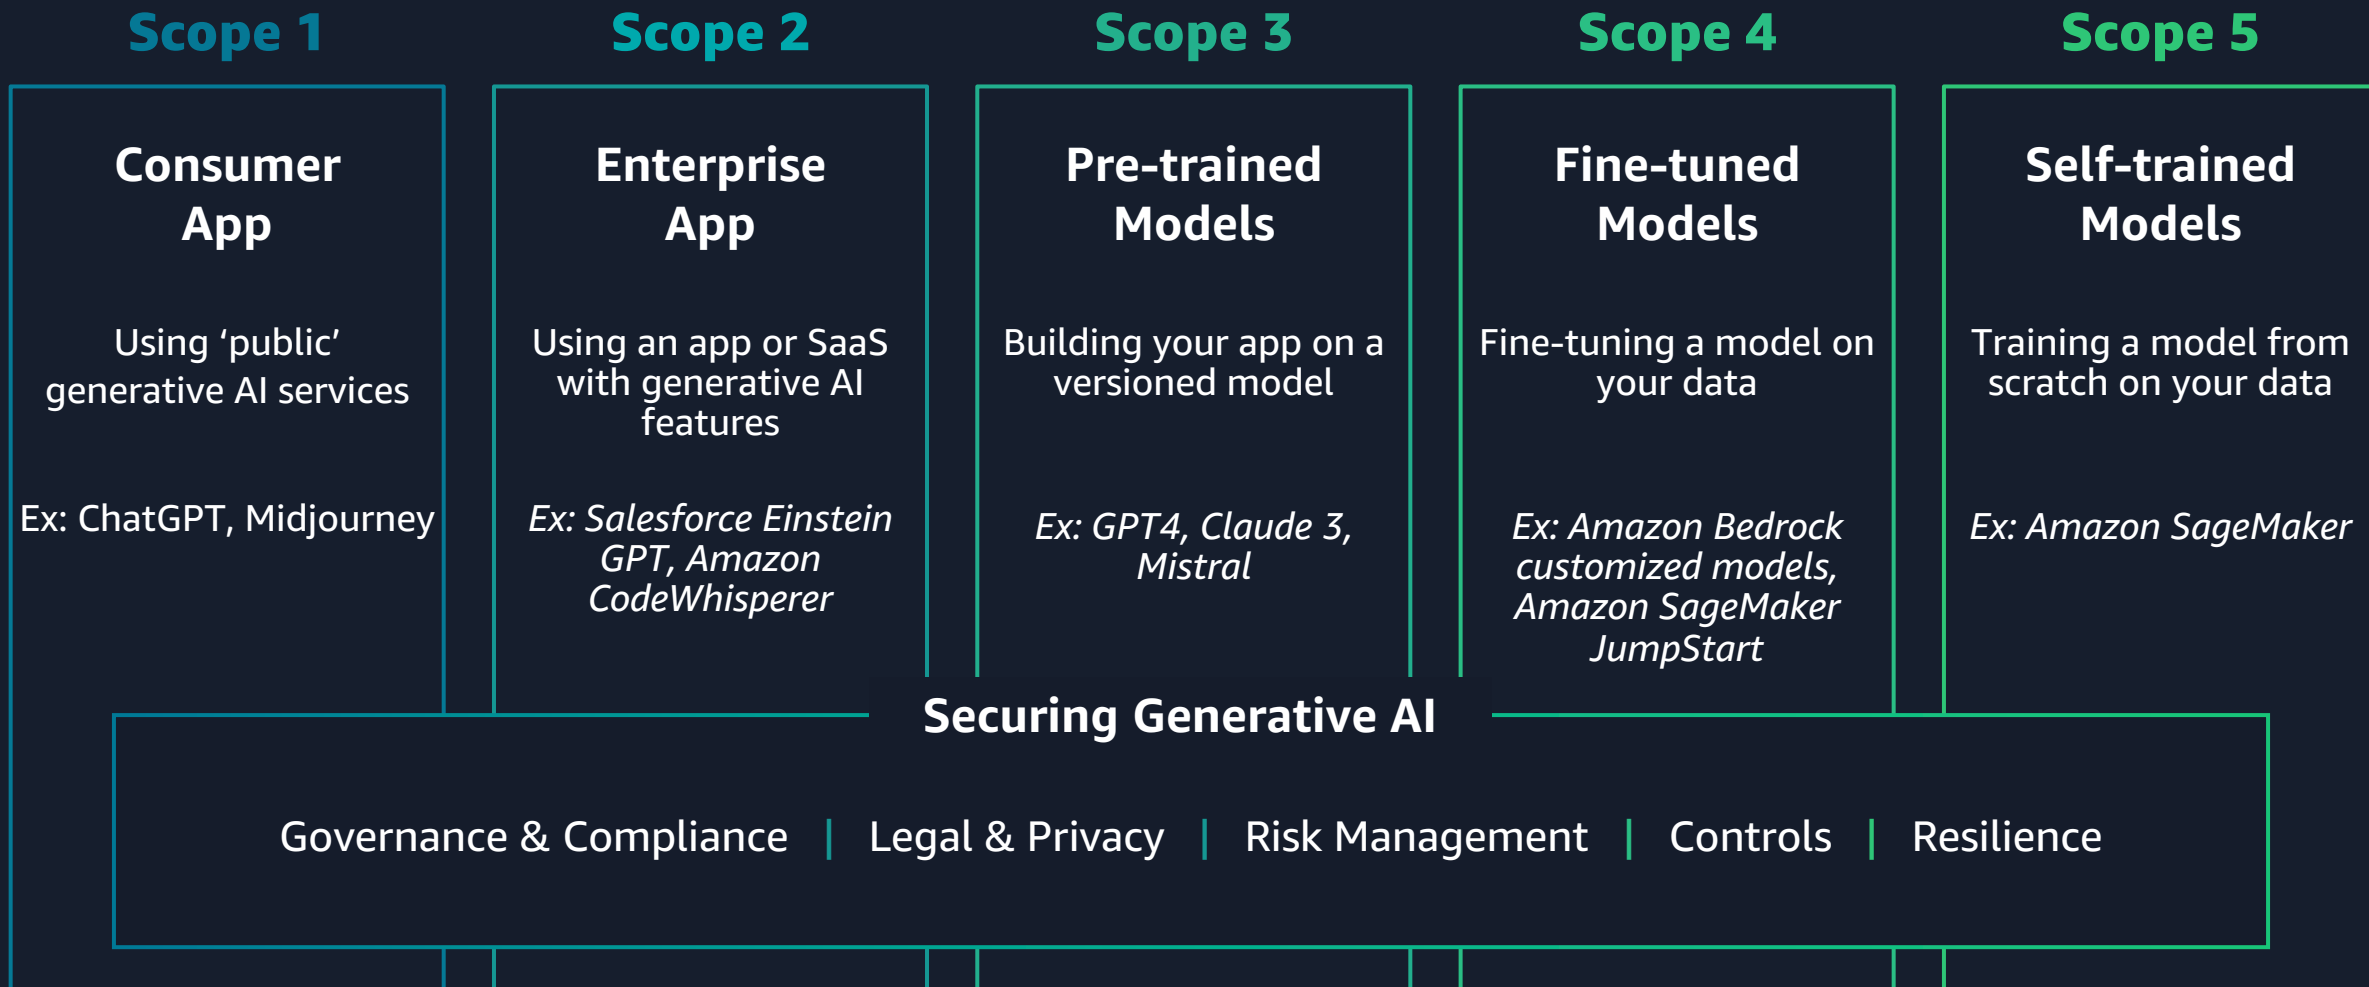 Scope 1
Scope 2
Scope 3
Scope 4
Scope 5
Consumer
App
Using ‘public’
generative AI services
Ex: ChatGPT, Midjourney
Enterprise
App
Using an app or SaaS
with generative AI
features
Ex: Salesforce Einstein
GPT, Amazon
CodeWhisperer
Pre-trained
Models
Building your app on a
versioned model
Ex: GPT4, Claude 3,
Mistral
Fine-tuned
Models
Fine-tuning a model on
your data
Ex: Amazon Bedrock
customized models,
Amazon SageMaker
JumpStart
Self-trained
Models
Training a model from
scratch on your data
Ex: Amazon SageMaker
Securing Generative AI
Governance & Compliance | Legal & Privacy | Risk Management | Controls | Resilience